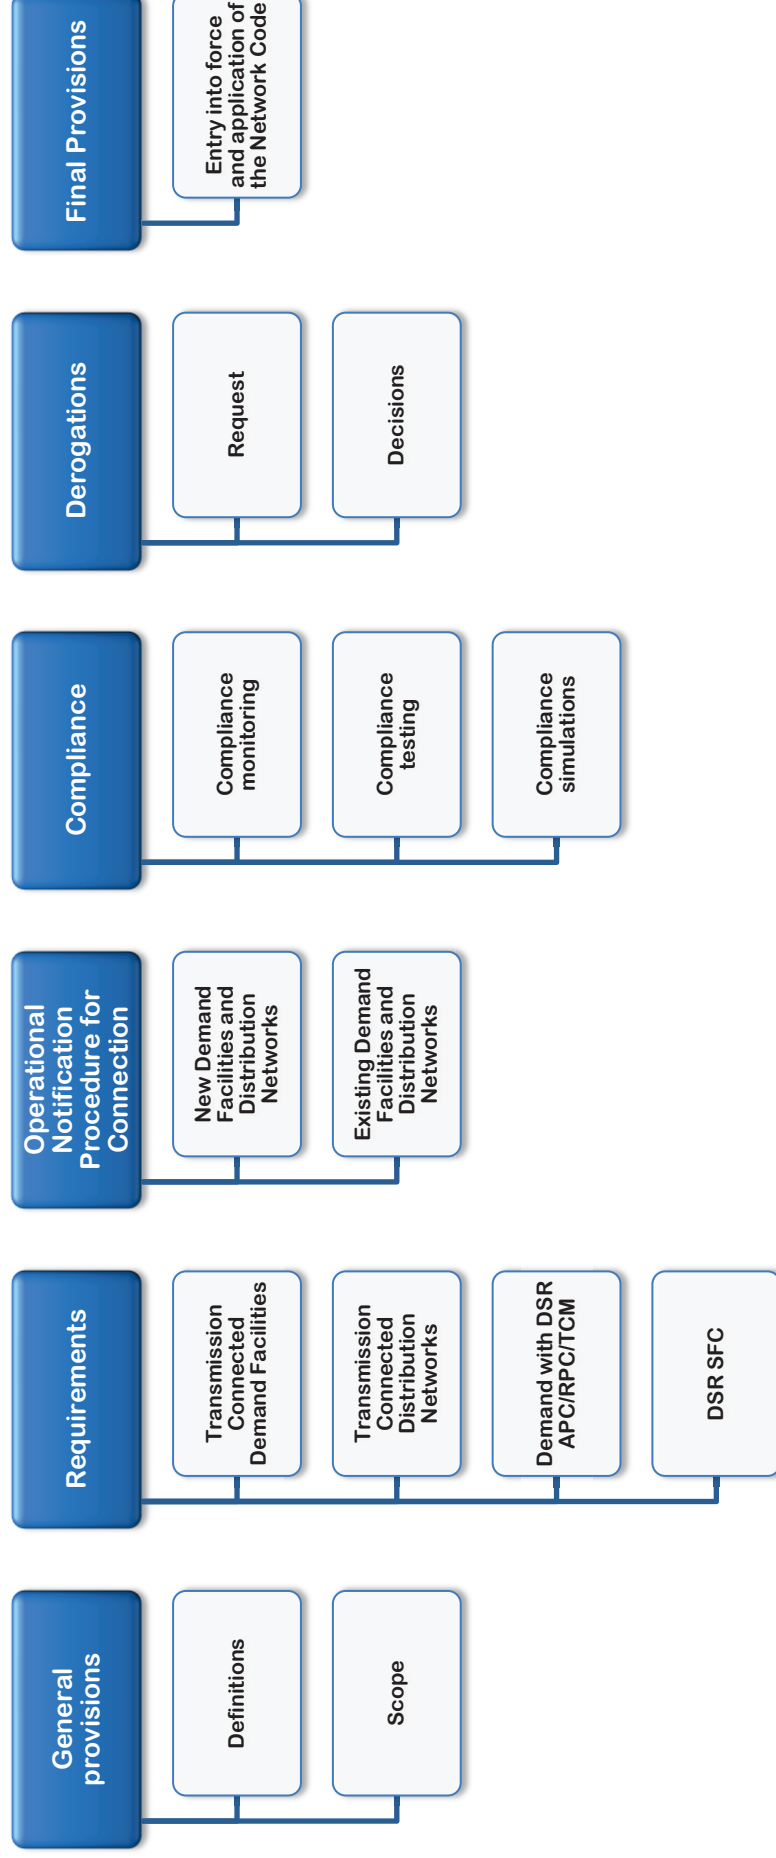 General
provisions
Definitions
Scope
Requirements
Transmission
Connected
Demand Facilities
Transmission
Connected
Distribution
Networks
Demand with DSR
APC/RPC/TCM
DSR SFC
Operational
Notification
Procedure for
Connection
New Demand
Facilities and
Distribution
Networks
Existing Demand
Facilities and
Distribution
Networks
Compliance
Compliance
monitoring
Compliance
testing
Compliance
simulations
Derogations
Request
Decisions
Final Provisions
Entry into force
and application of
the Network Code